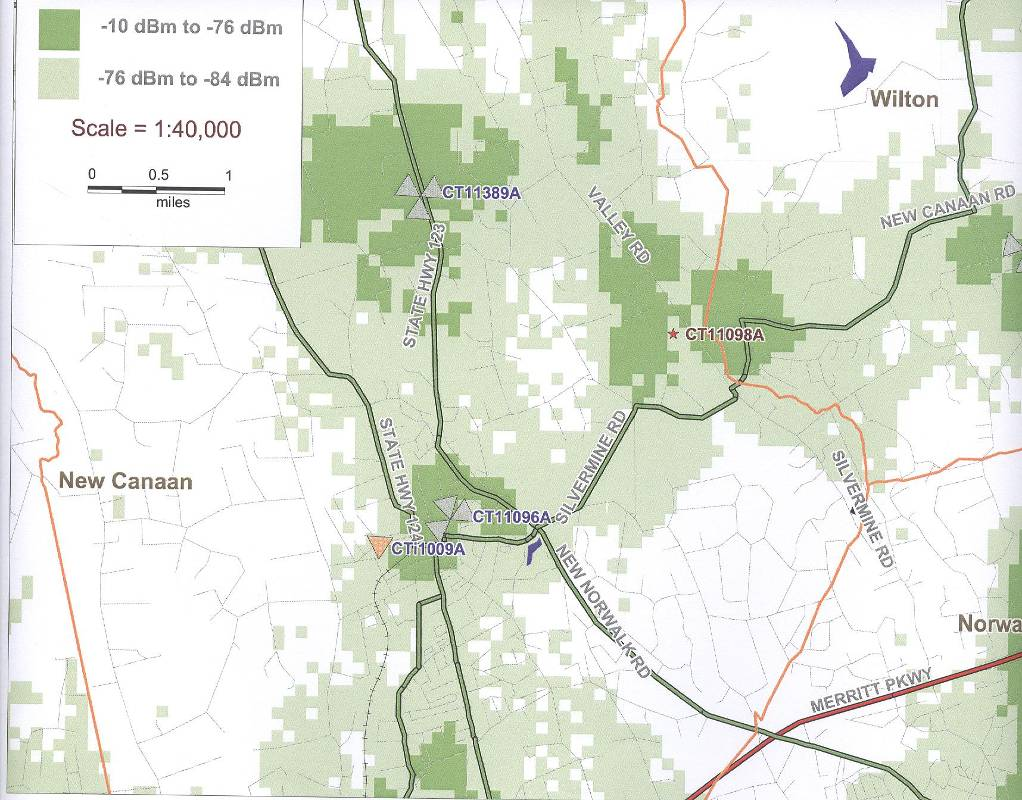 -10 dBm to -76 dBm
-76 dBm to -84 dBm
Scale = 1:40,000
0 0.5 1
miles
Wilton
CT11389A
VALLEY RD
NEW CANAAN RD
STATE HWY 123
CT11098A
STATE HWY 124
SILVERMINE RD
SILVERMINE RD
New Canaan
CT11096A
CT11009A
NEW NORWALK RD
Norwa
MERRITT PKWY